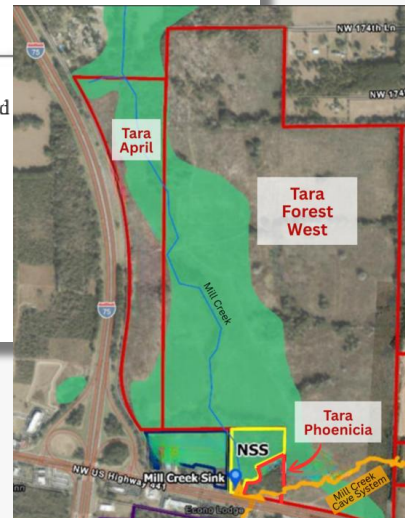 NW 174th Ln
75
d
NW 174
Tara
April
Tara
Forest
West
Mill Creek
75
Tara
Phoenicia
NSS
Mill Creek Sink
NW US Highway 441
Mill Creek
Cave System
nn
Econo Lodge